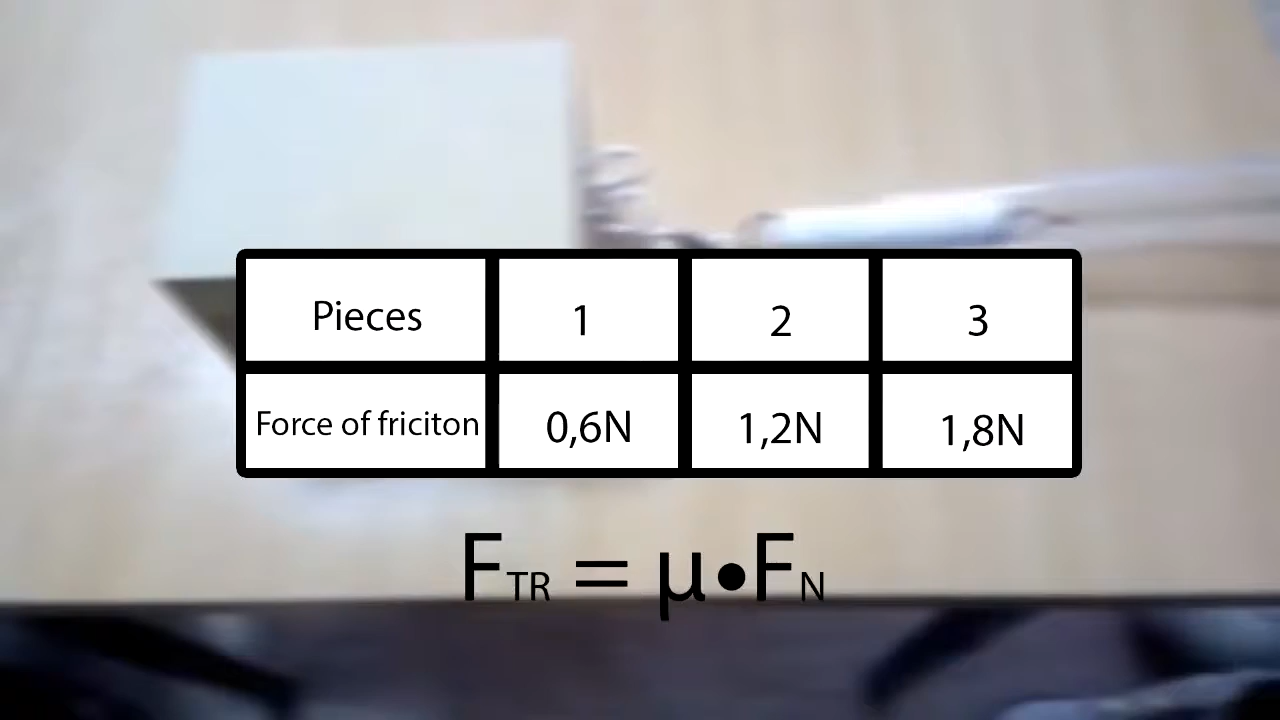 Pieces 1 2 3
Force of friciton 0,6N 1,2N 1,8N
FTR = μ•FN